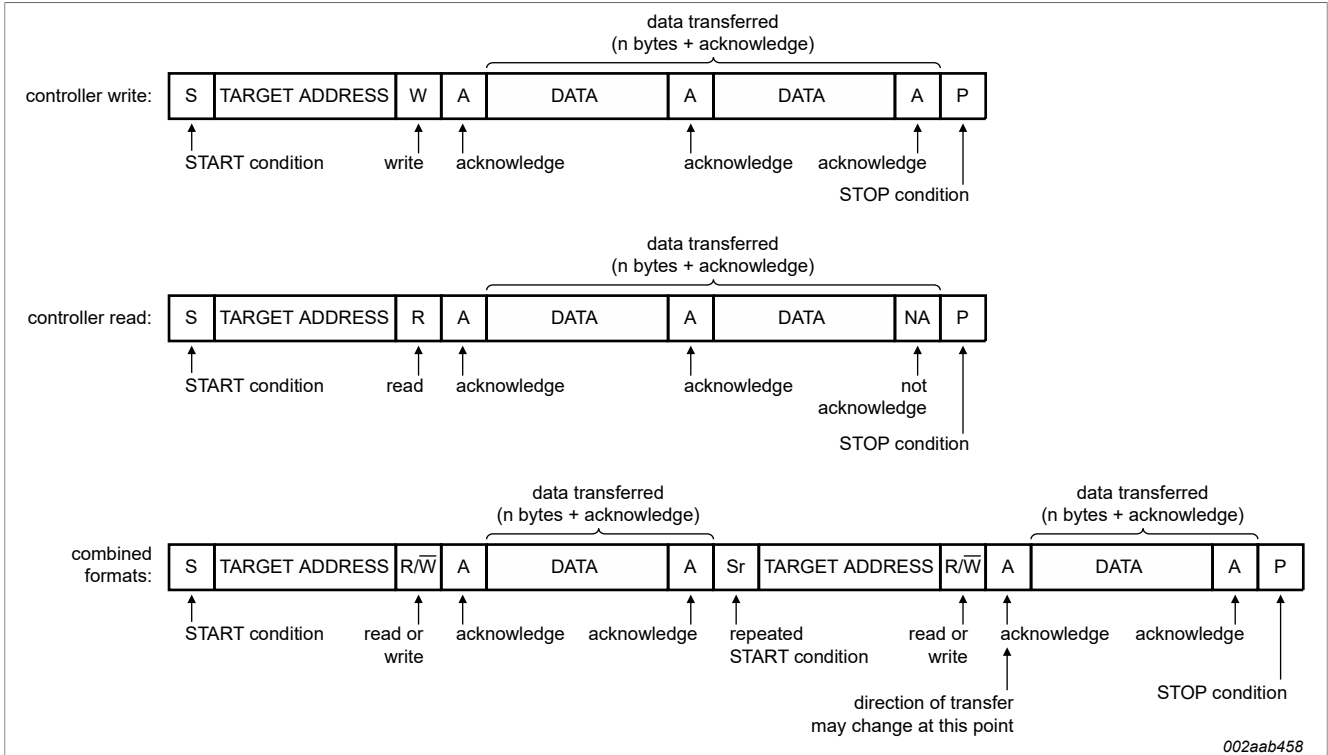 data transferred
(n bytes + acknowledge)
controller write: S TARGET ADDRESS W A DATA A DATA A P
START condition write acknowledge acknowledge acknowledge
STOP condition
data transferred
(n bytes + acknowledge)
controller read: S TARGET ADDRESS R A DATA A DATA NA P
START condition read acknowledge acknowledge not
acknowledge
STOP condition
data transferred data transferred
(n bytes + acknowledge) (n bytes + acknowledge)
combined
formats: S TARGET ADDRESS R/W̅ A DATA A Sr TARGET ADDRESS R/W̅ A DATA A P
START condition read or acknowledge acknowledge repeated read or acknowledge acknowledge
write START condition write
STOP condition
direction of transfer
may change at this point
002aab458